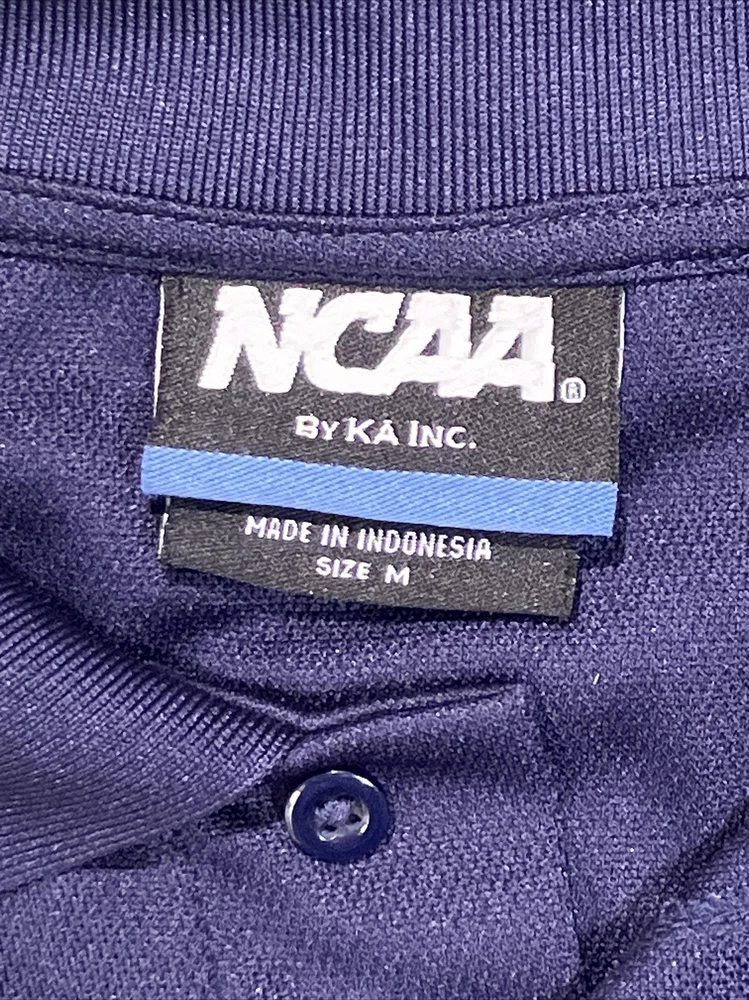 NCAA®
BY KA INC.
MADE IN INDONESIA
SIZE M